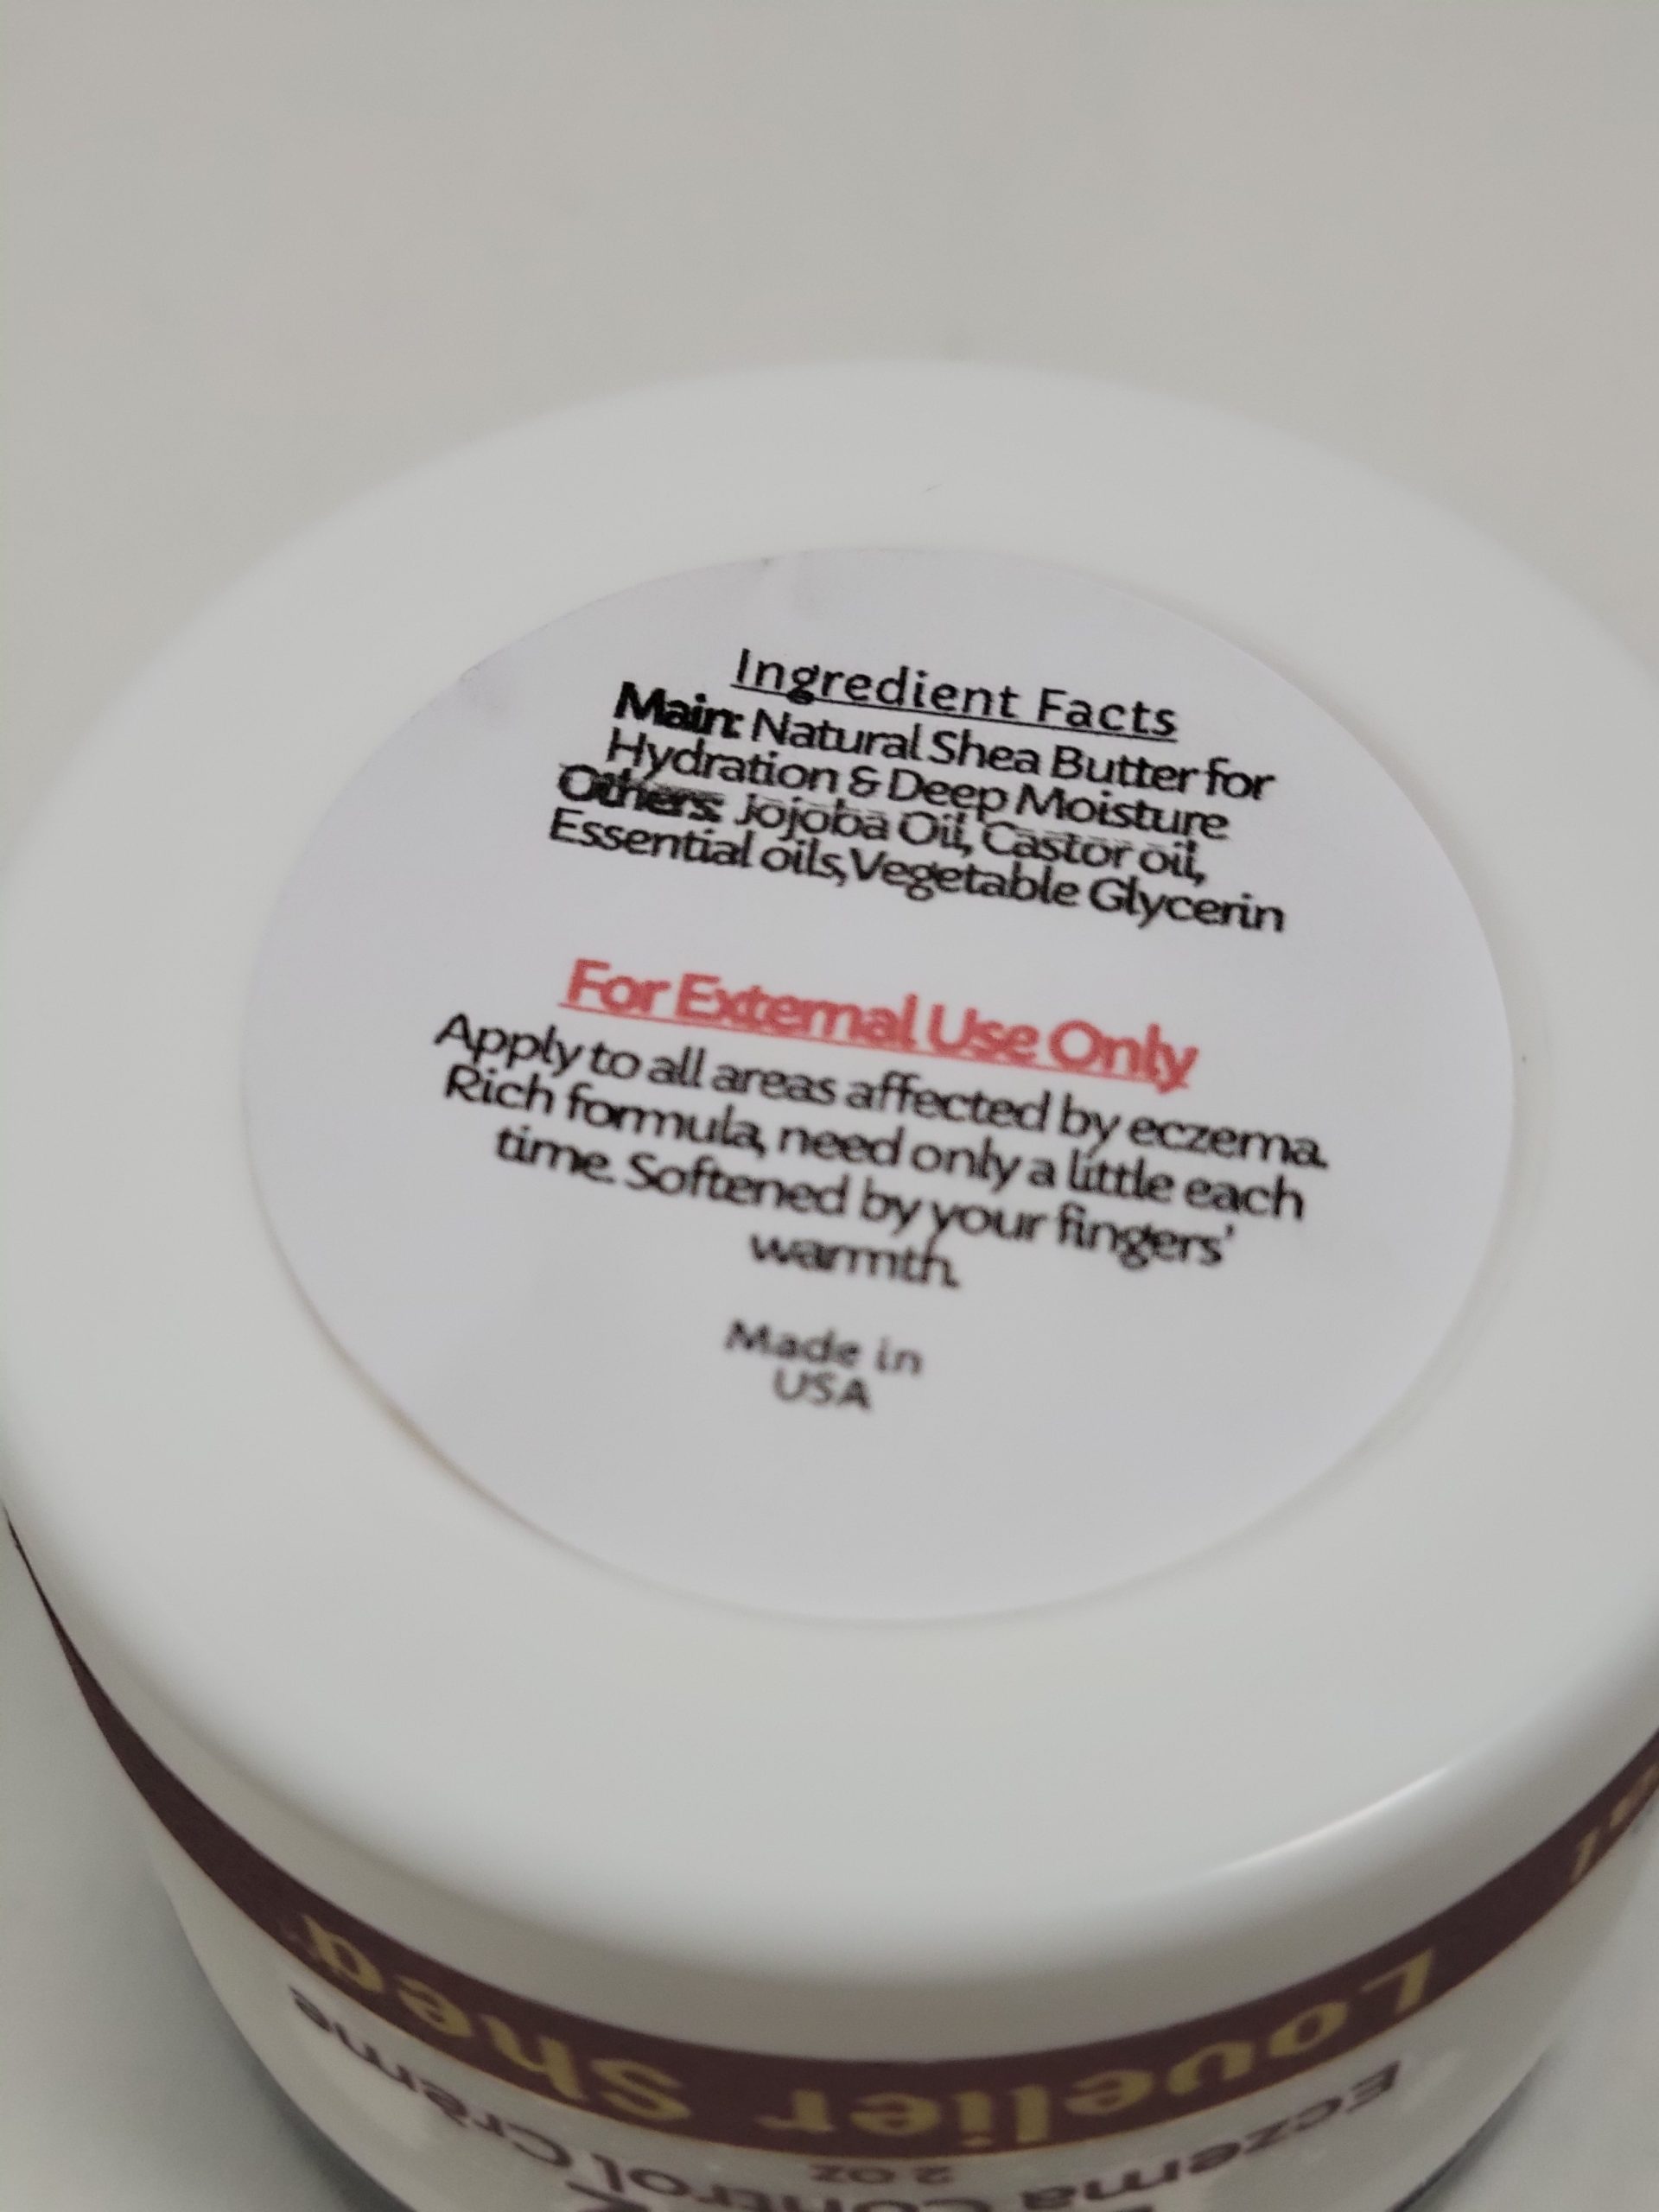 Ingredient Facts
Main: Natural Shea Butter for
Hydration & Deep Moisture
Others: Jojoba Oil, Castor oil,
Essential oils, Vegetable Glycerin
For External Use Only
Apply to all areas affected by eczema.
Rich formula, need only a little each
time. Softened by your fingers'
warmth.
Made in
USA
Lovelier Shea
Eczema Control Crème
2 OZ